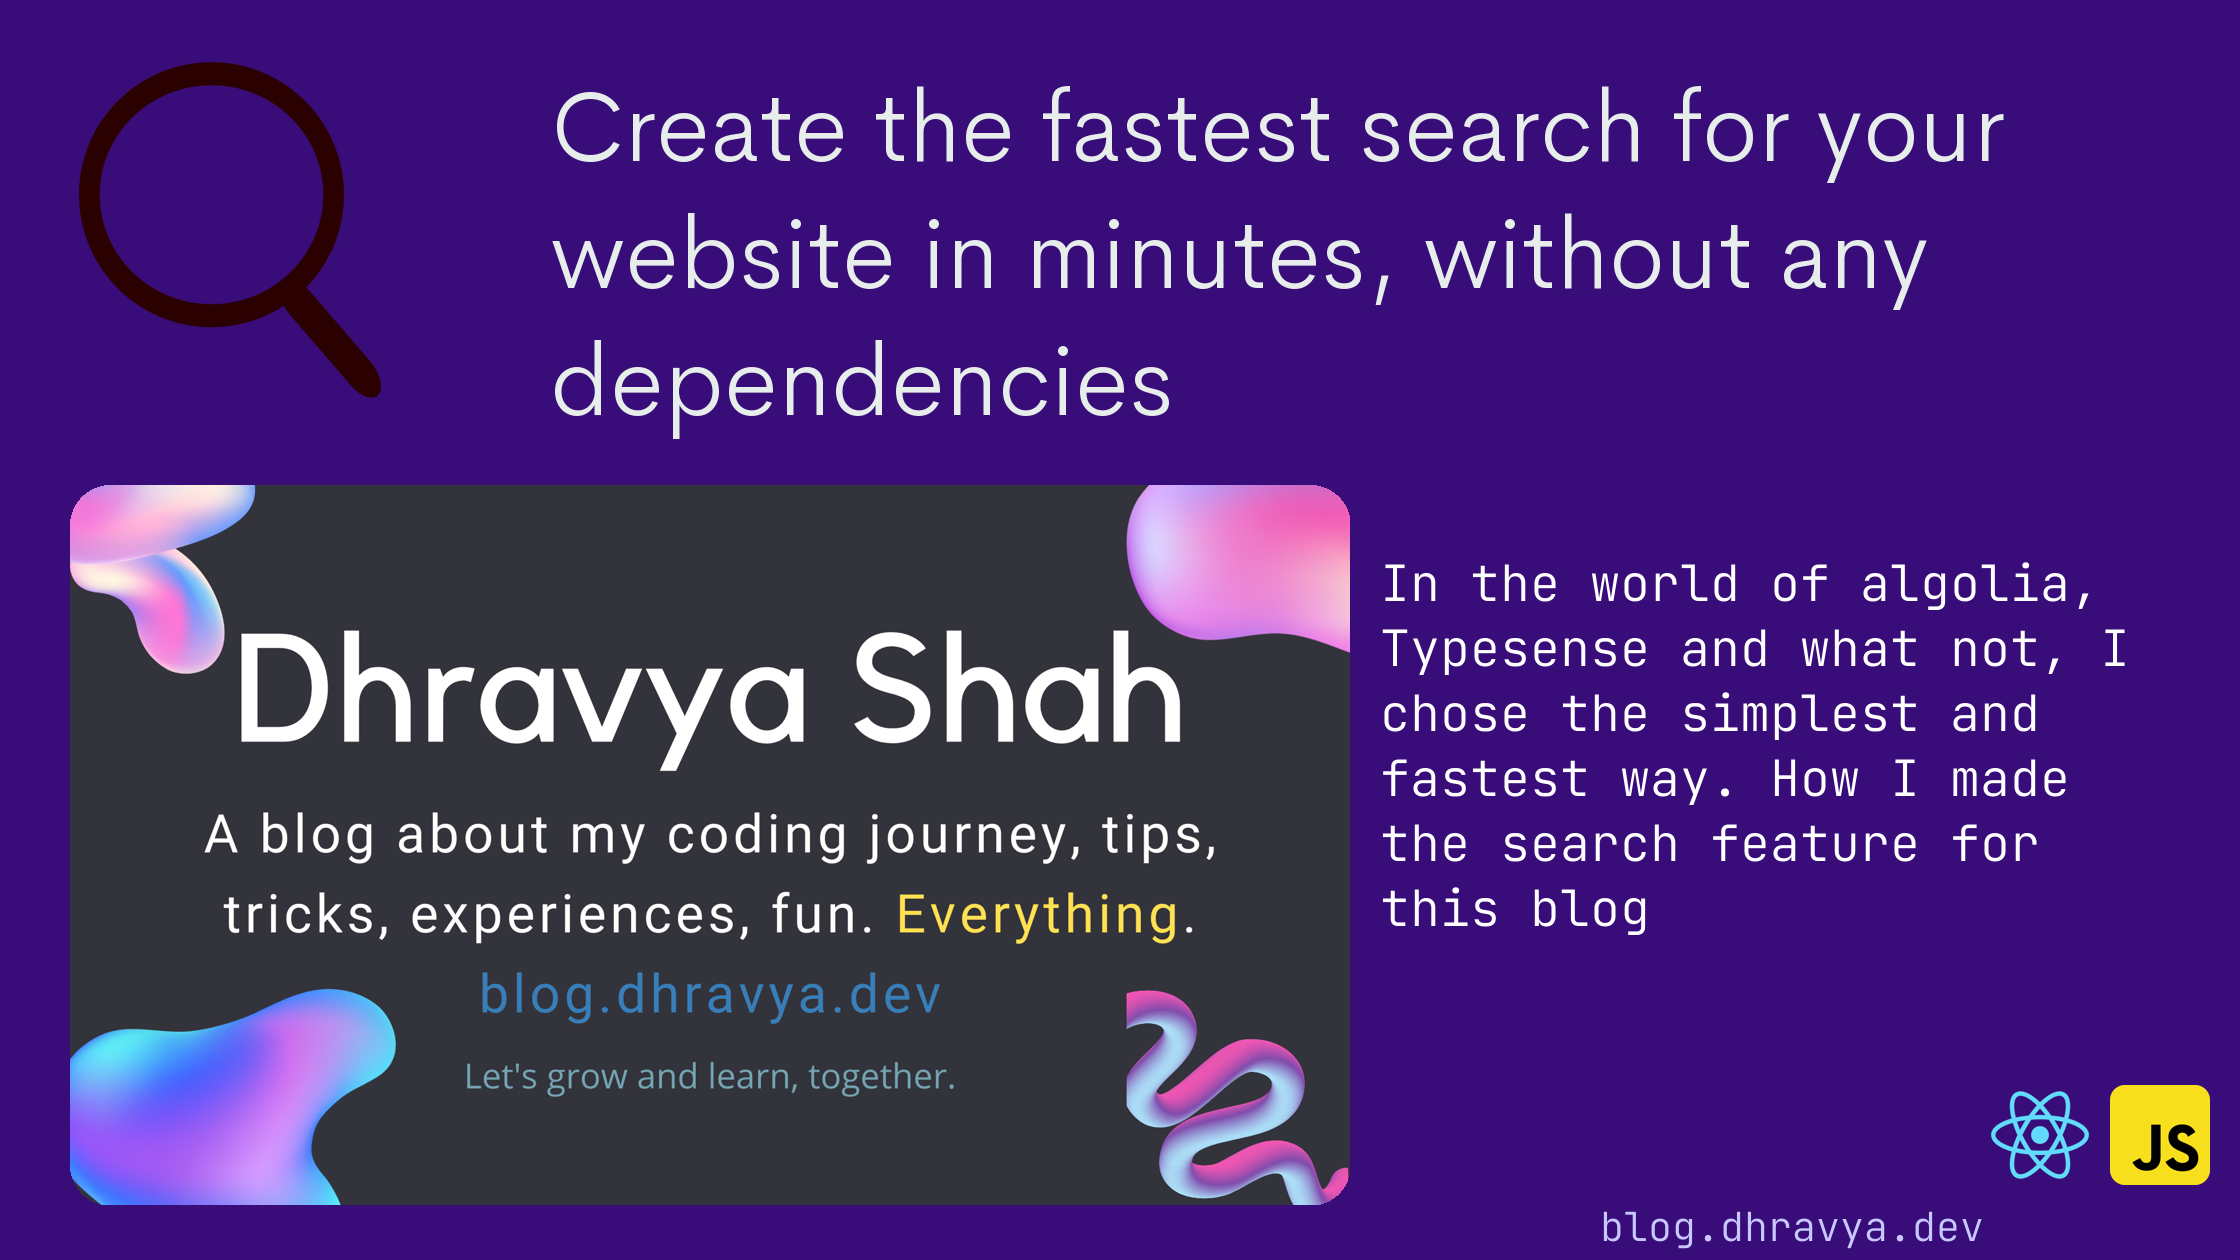 Create the fastest search for your
website in minutes, without any
dependencies
Dhravya Shah
A blog about my coding journey, tips,
tricks, experiences, fun. Everything.
blog.dhravya.dev
Let's grow and learn, together.
In the world of algolia,
Typesense and what not, I
chose the simplest and
fastest way. How I made
the search feature for
this blog
JS
blog.dhravya.dev